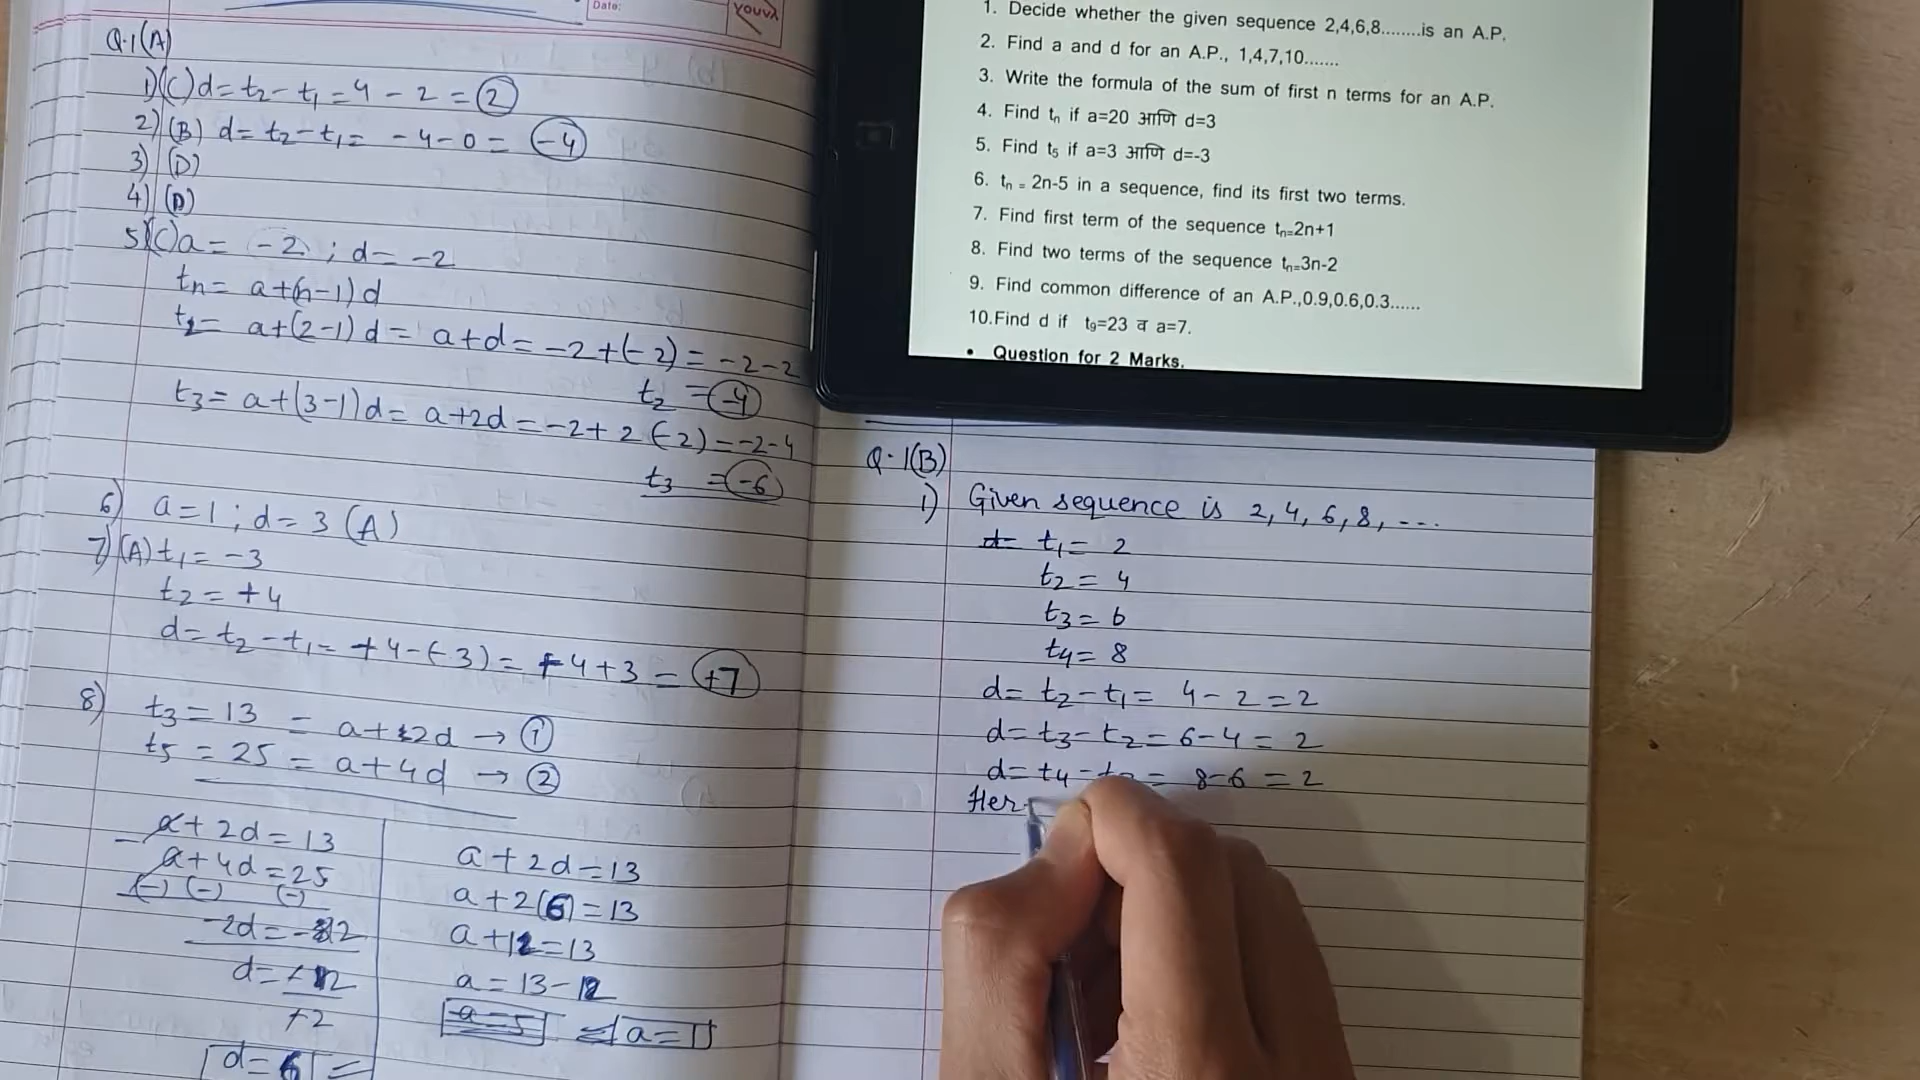 Date:
YOUVA
Q.1(A)
1) (C) d= t₂ - t₁ = 4 - 2 = 2
2) (B) d= t₂ - t₁ = -4-0 = -4
3) (D)
4) (D)
5) (C) a= -2 ; d= -2
tn= a+(n-1)d
t₂= a+(2-1)d = a+d = -2+(-2) = -2-2
t₂ = -4
t₃= a+(3-1)d= a+2d = -2+2(-2) = -2-4
t₃ = -6
6) a=1 ; d=3 (A)
7) (A) t₁= -3
t₂ = +4
d= t₂ - t₁ = +4-(-3) = +4+3 = +7
8) t₃ = 13 = a+2d → ①
t₅ = 25 = a+4d → ②
a+2d=13
- a+4d=25
(-) (-) (-)
-2d=-12
+2
d=6
a+2d=13
a+2(6)=13
a+12=13
a=13-12
a=5 a=1
1. Decide whether the given sequence 2,4,6,8........is an A.P.
2. Find a and d for an A.P., 1,4,7,10.......
3. Write the formula of the sum of first n terms for an A.P.
4. Find tₙ if a=20 आणि d=3
5. Find t₅ if a=3 आणि d=-3
6. tₙ = 2n-5 in a sequence, find its first two terms.
7. Find first term of the sequence tₙ=2n+1
8. Find two terms of the sequence tₙ=3n-2
9. Find common difference of an A.P.,0.9,0.6,0.3......
10.Find d if t₉=23 व a=7.
• Question for 2 Marks.
Q.1(B)
1) Given sequence is 2, 4, 6, 8, ---
d= t₁= 2
t₂= 4
t₃= 6
t₄= 8
d= t₂-t₁= 4-2=2
d= t₃- t₂= 6-4= 2
d= t₄- = 8-6 = 2
Her